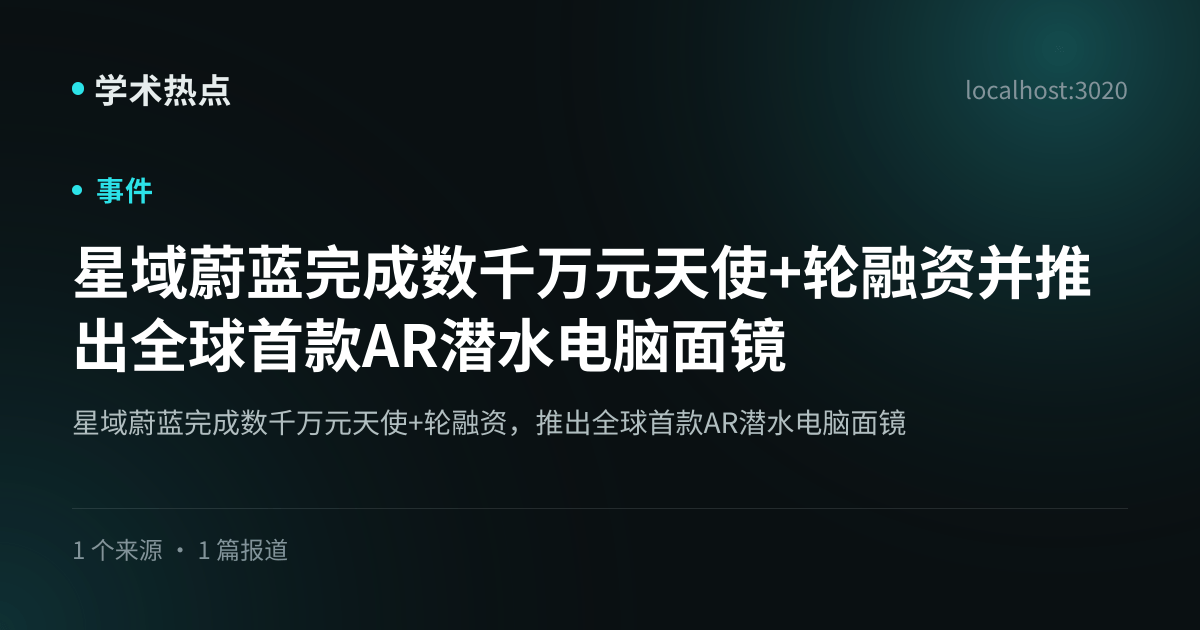 学术热点
localhost:3020
事件
星域蔚蓝完成数千万元天使+轮融资并推
出全球首款AR潜水电脑面镜
星域蔚蓝完成数千万元天使+轮融资，推出全球首款AR潜水电脑面镜
1 个来源 · 1 篇报道